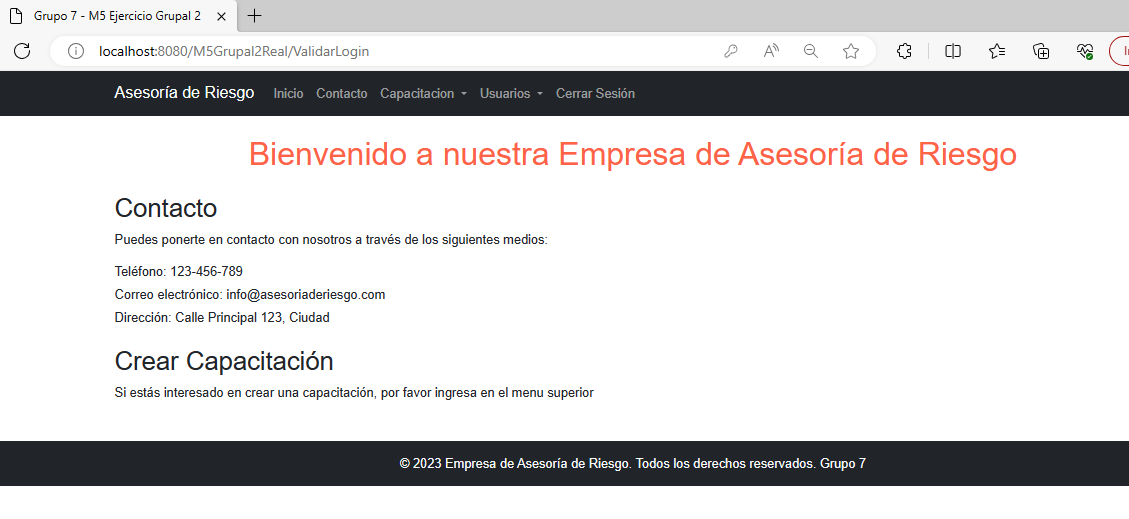 Grupo 7 - M5 Ejercicio Grupal 2
localhost:8080/M5Grupal2Real/ValidarLogin
Asesoría de Riesgo Inicio Contacto Capacitacion Usuarios Cerrar Sesión
Bienvenido a nuestra Empresa de Asesoría de Riesgo
Contacto
Puedes ponerte en contacto con nosotros a través de los siguientes medios:
Teléfono: 123-456-789
Correo electrónico: info@asesoriaderiesgo.com
Dirección: Calle Principal 123, Ciudad
Crear Capacitación
Si estás interesado en crear una capacitación, por favor ingresa en el menu superior
© 2023 Empresa de Asesoría de Riesgo. Todos los derechos reservados. Grupo 7